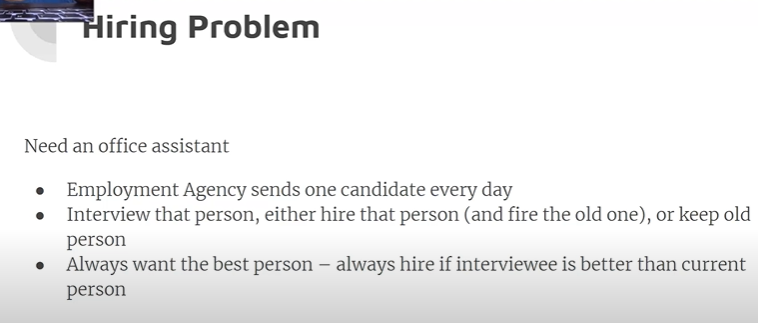 Hiring Problem
Need an office assistant
● Employment Agency sends one candidate every day
● Interview that person, either hire that person (and fire the old one), or keep old
person
● Always want the best person – always hire if interviewee is better than current
person